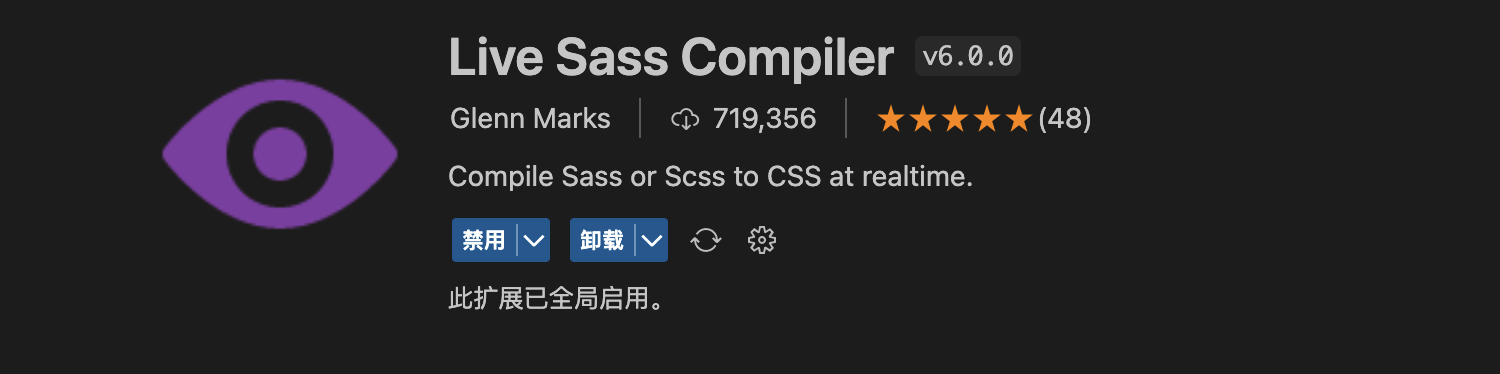 Live Sass Compiler v6.0.0
Glenn Marks 719,356 (48)
Compile Sass or Scss to CSS at realtime.
禁用 卸载
此扩展已全局启用。